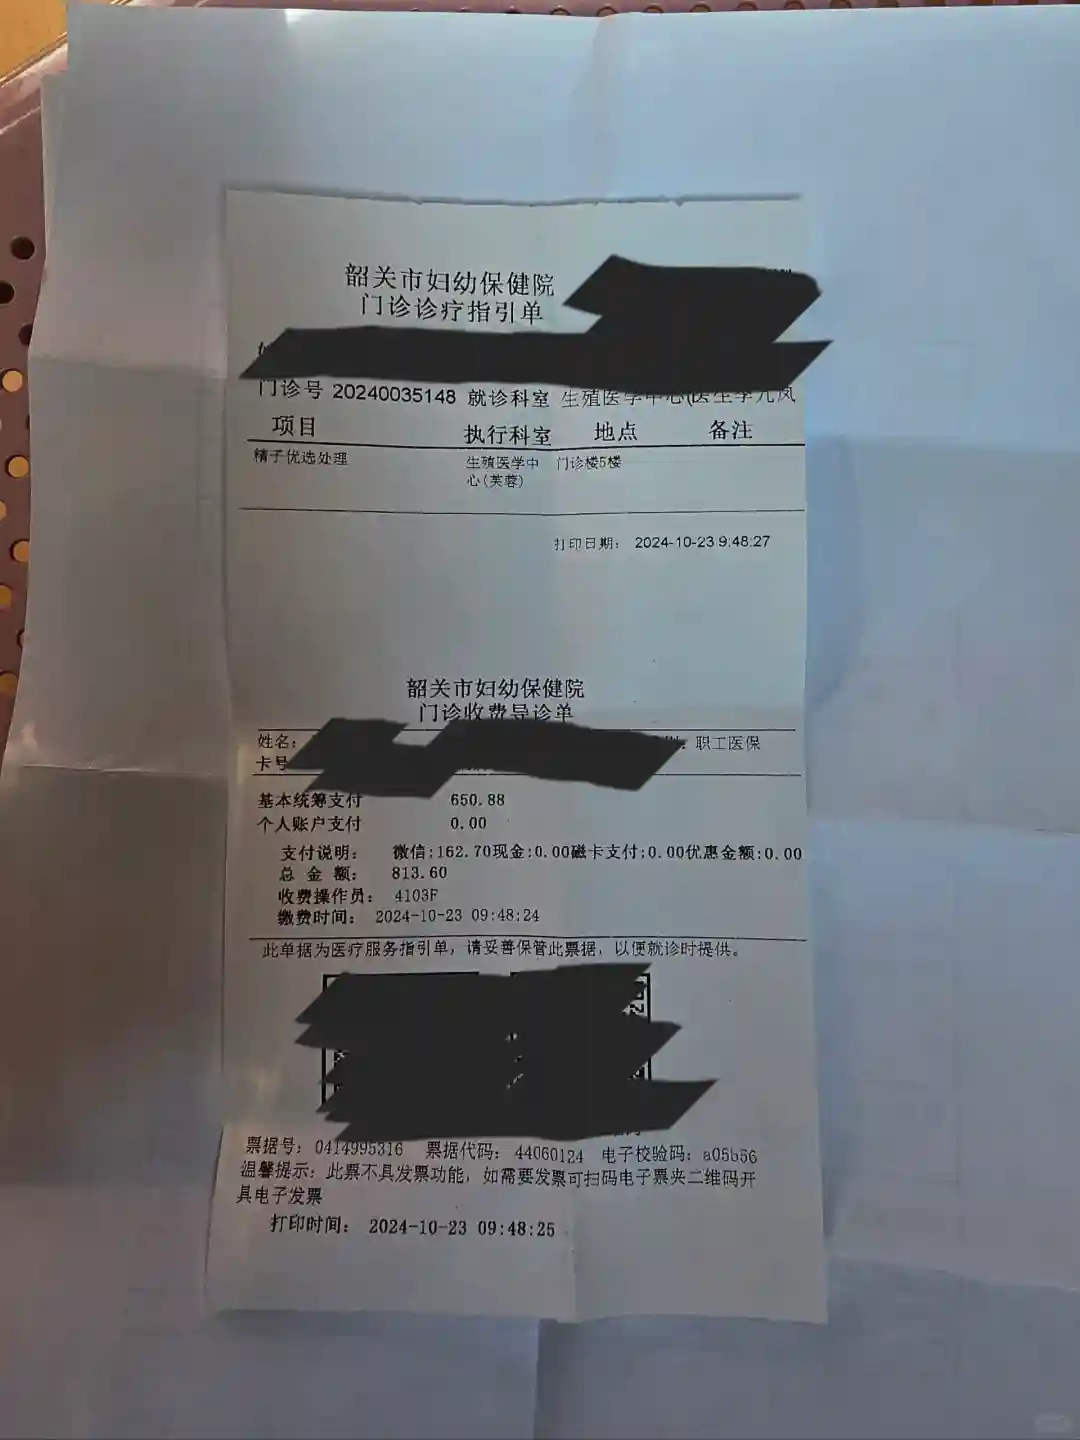 韶关市妇幼保健院
门诊诊疗指引单
门诊号 20240035148 就诊科室 生殖医学中心(医生李九凤
项目 执行科室 地点 备注
精子优选处理 生殖医学中 门诊楼5楼
心(芙蓉)
打印日期: 2024-10-23 9:48:27
韶关市妇幼保健院
门诊收费导诊单
姓名: : 职工医保
卡号
基本统筹支付 650.88
个人账户支付 0.00
支付说明: 微信:162.70现金:0.00磁卡支付:0.00优惠金额:0.00
总 金 额: 813.60
收费操作员: 4103F
缴费时间: 2024-10-23 09:48:24
此单据为医疗服务指引单,请妥善保管此票据,以便就诊时提供。
票据号: 0414995316 票据代码: 44060124 电子校验码: a05b56
温馨提示: 此票不具发票功能, 如需要发票可扫码电子票夹二维码开
具电子发票
打印时间: 2024-10-23 09:48:25